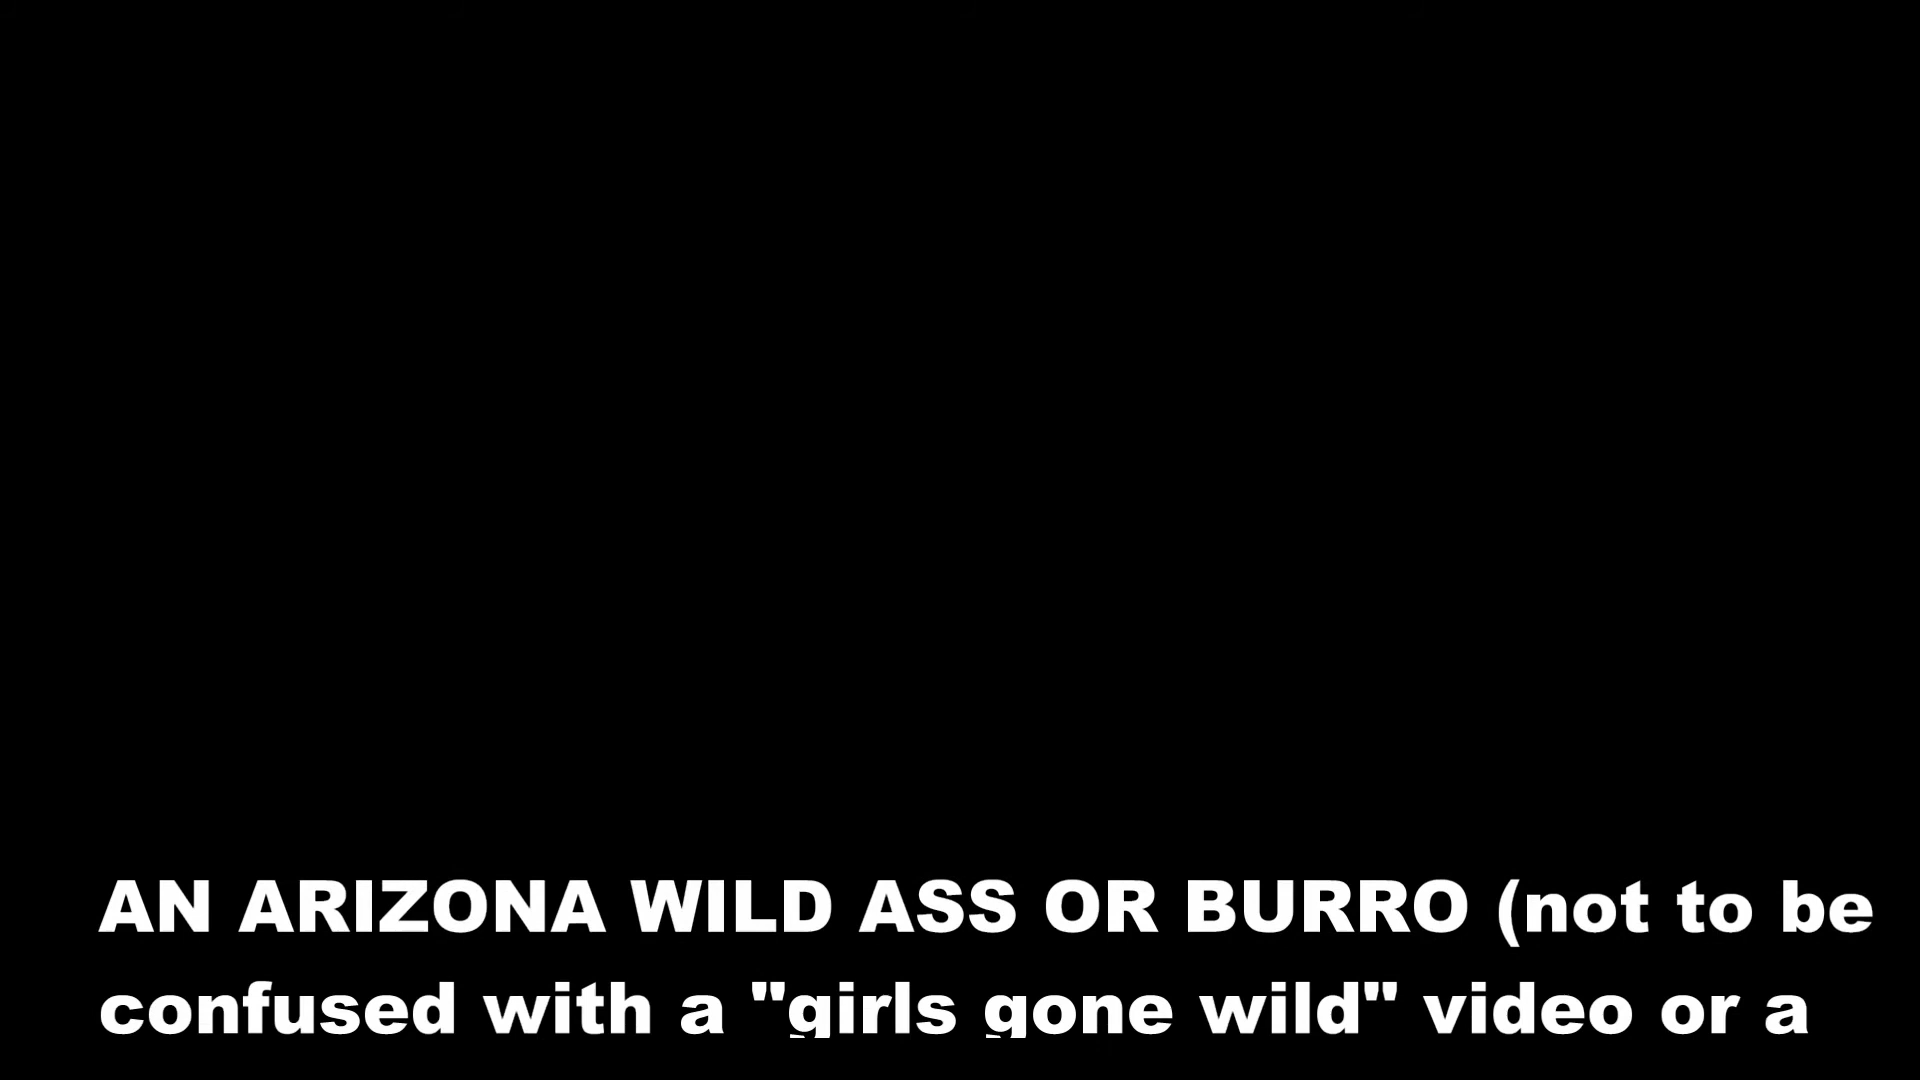 AN ARIZONA WILD ASS OR BURRO (not to be
confused with a "girls gone wild" video or a